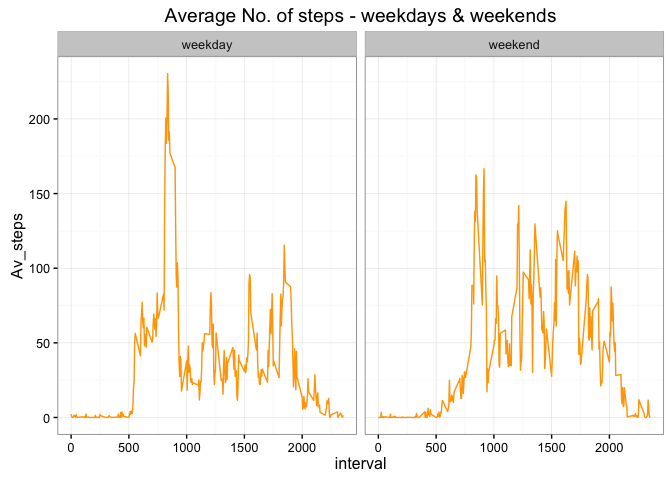 Average No. of steps - weekdays & weekends
weekday weekend
Av_steps
200
150
100
50
0
0 500 1000 1500 2000 0 500 1000 1500 2000
interval